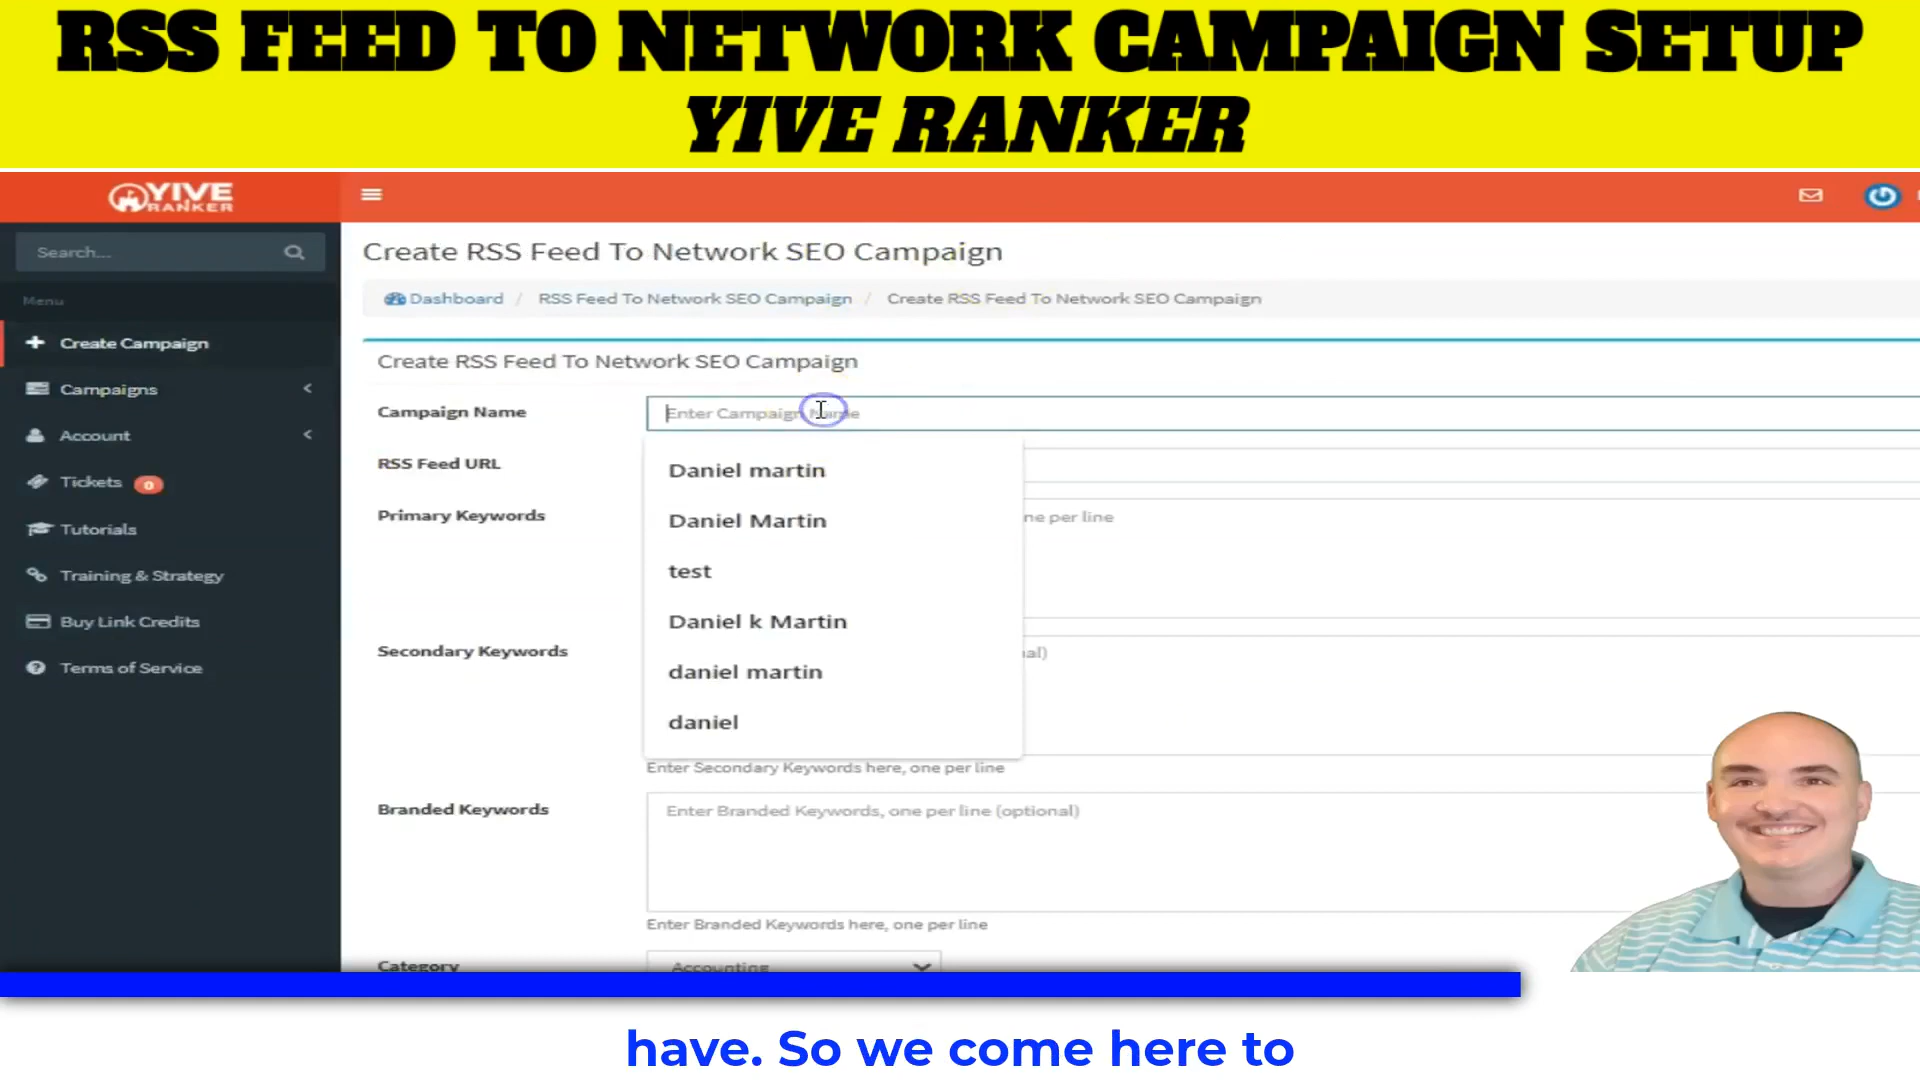 RSS FEED TO NETWORK CAMPAIGN SETUP
YIVE RANKER
YIVE
RANKER
Search...
Menu
Create Campaign
Campaigns
Account
Tickets 0
Tutorials
Training & Strategy
Buy Link Credits
Terms of Service
Create RSS Feed To Network SEO Campaign
Dashboard / RSS Feed To Network SEO Campaign / Create RSS Feed To Network SEO Campaign
Create RSS Feed To Network SEO Campaign
Campaign Name
Enter Campaign Name
Daniel martin
Daniel Martin
test
Daniel k Martin
daniel martin
daniel
RSS Feed URL
Primary Keywords
ne per line
Secondary Keywords
al)
Enter Secondary Keywords here, one per line
Branded Keywords
Enter Branded Keywords, one per line (optional)
Enter Branded Keywords here, one per line
Category
Accounting
have. So we come here to